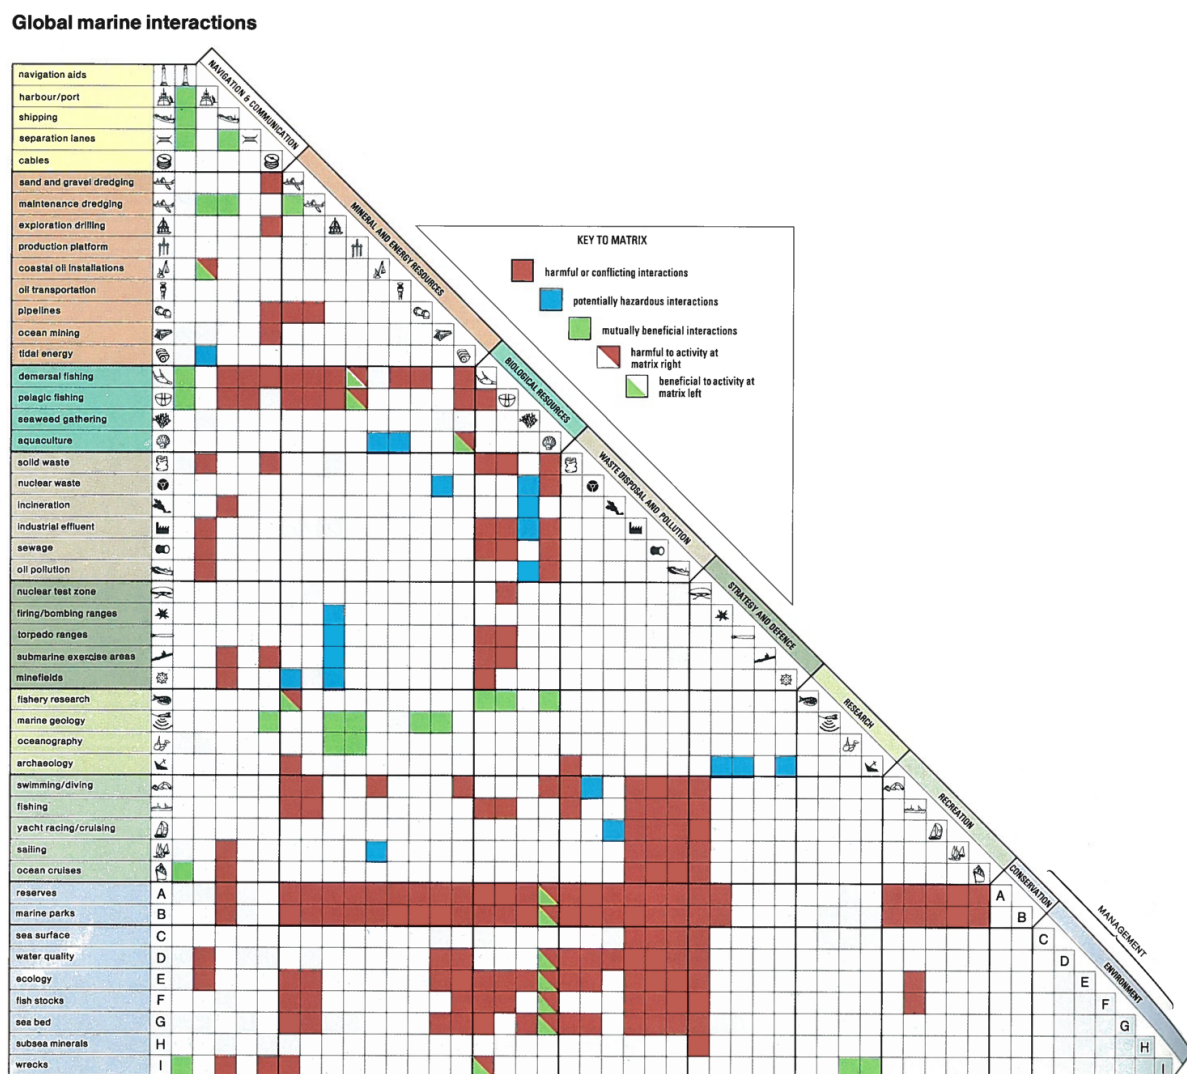 Global marine interactions
navigation aids
harbour/port
shipping
separation lanes
cables
sand and gravel dredging
maintenance dredging
exploration drilling
production platform
coastal oil installations
oil transportation
pipelines
ocean mining
tidal energy
demersal fishing
pelagic fishing
seaweed gathering
aquaculture
solid waste
nuclear waste
incineration
industrial effluent
sewage
oil pollution
nuclear test zone
firing/bombing ranges
torpedo ranges
submarine exercise areas
minefields
fishery research
marine geology
oceanography
archaeology
swimming/diving
fishing
yacht racing/cruising
sailing
ocean cruises
reserves A
marine parks B
sea surface C
water quality D
ecology E
fish stocks F
sea bed G
subsea minerals H
wrecks I
NAVIGATION & COMMUNICATION
MINERAL AND ENERGY RESOURCES
BIOLOGICAL RESOURCES
WASTE DISPOSAL AND POLLUTION
STRATEGY AND DEFENCE
RESEARCH
RECREATION
CONSERVATION
ENVIRONMENT
MANAGEMENT
KEY TO MATRIX
harmful or conflicting interactions
potentially hazardous interactions
mutually beneficial interactions
harmful to activity at
matrix right
beneficial to activity at
matrix left
A
B
C
D
E
F
G
H
I